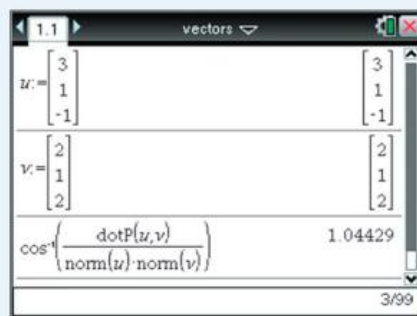 1.1 vectors
u:= [3 1 -1] [3 1 -1]
v:= [2 1 2] [2 1 2]
cos⁻¹(dotP(u,v)/norm(u)·norm(v)) 1.04429
3/99